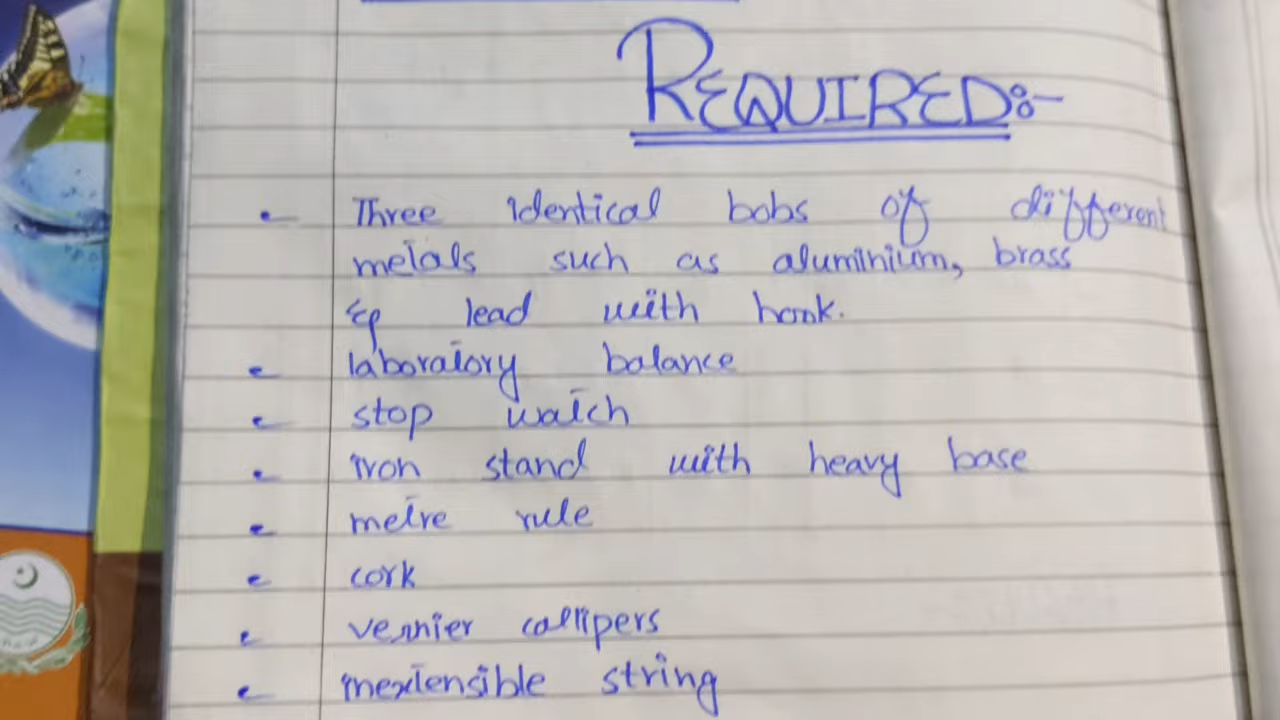 REQUIRED:-
Three identical bobs of different
metals such as aluminium, brass
& lead with hook.
laboratory balance
stop watch
iron stand with heavy base
metre rule
cork
vernier callipers
inextensible string